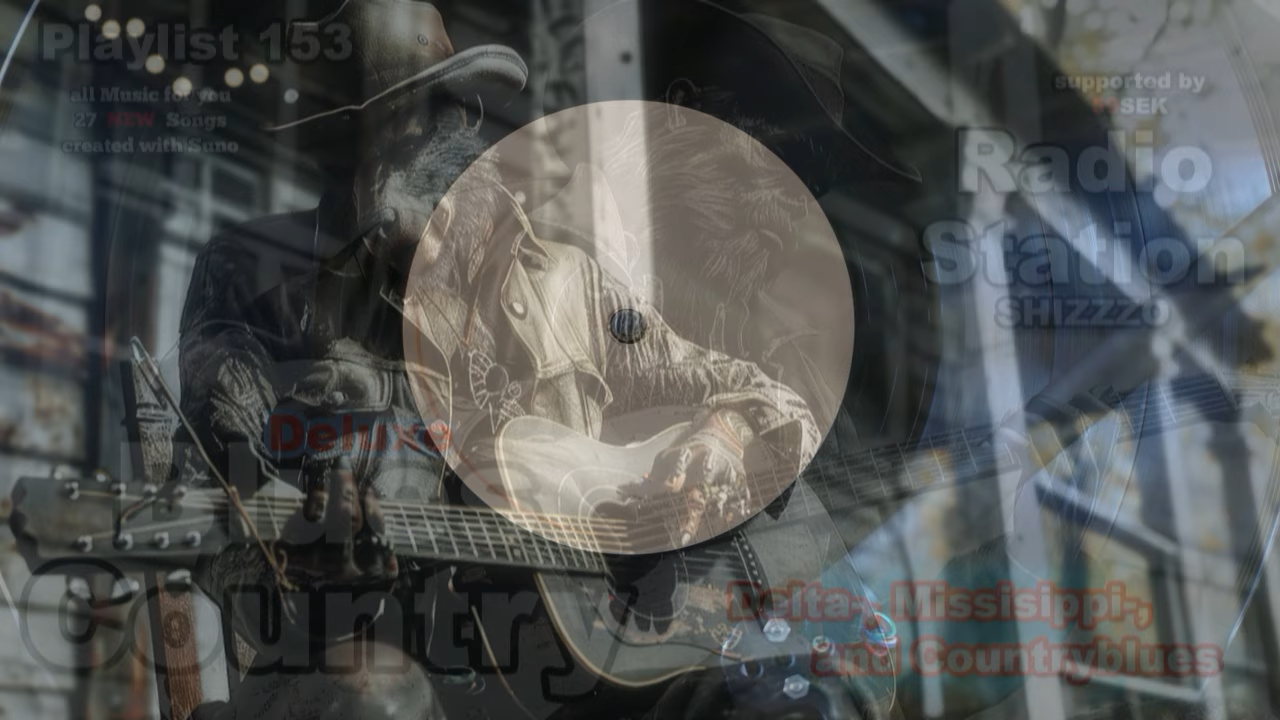 Playlist 153
all Music for you
27 NEW Songs
created with Suno
supported by
SEK
Radio
Station
SHIZZZO
Deluxe
Blues
Country
Delta-, Missisippi-,
and Countryblues